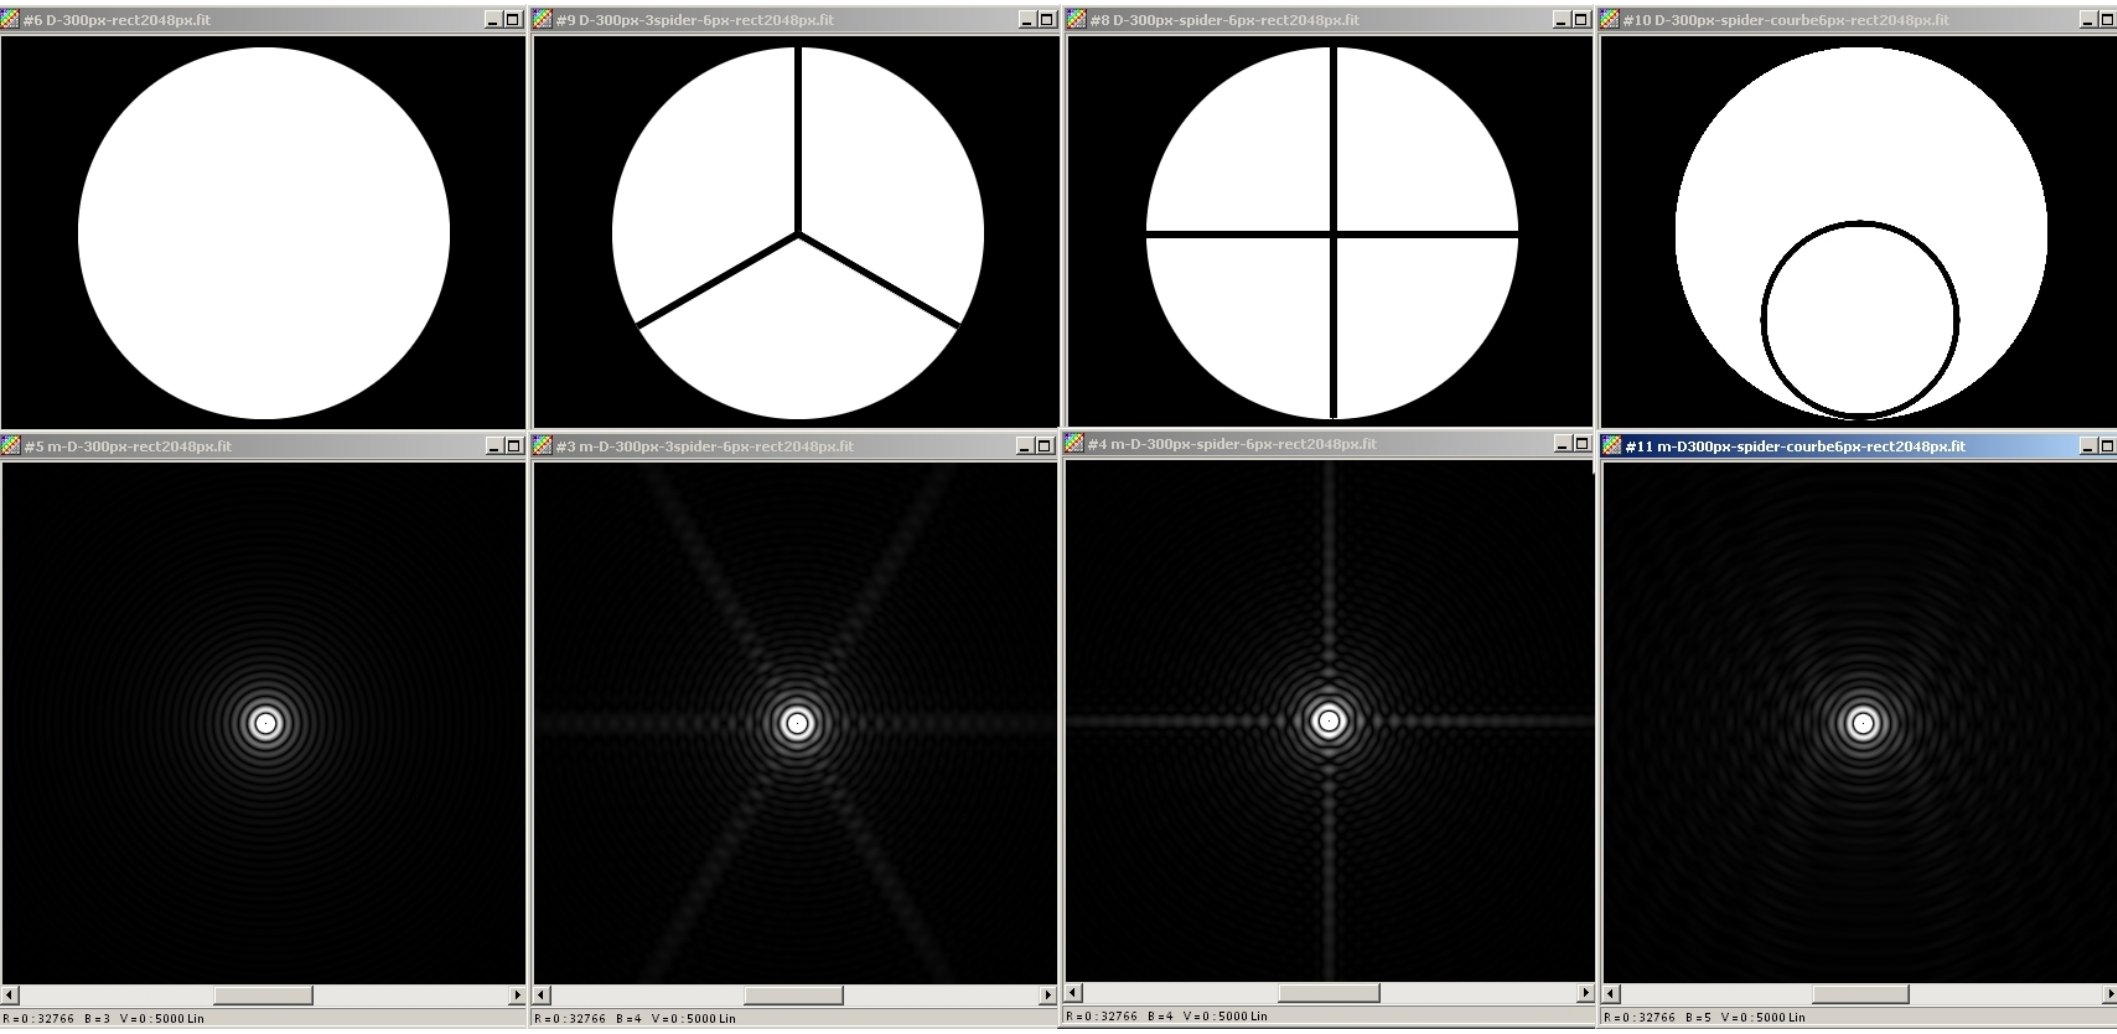 #6 D-300px-rect2048px.fit
#9 D-300px-3spider-6px-rect2048px.fit
#8 D-300px-spider-6px-rect2048px.fit
#10 D-300px-spider-courbe6px-rect2048px.fit
#5 m-D-300px-rect2048px.fit
#3 m-D-300px-3spider-6px-rect2048px.fit
#4 m-D-300px-spider-6px-rect2048px.fit
#11 m-D300px-spider-courbe6px-rect2048px.fit
R=0:32766 B=3 V=0:5000 Lin
R=0:32766 B=4 V=0:5000 Lin
R=0:32766 B=4 V=0:5000 Lin
R=0:32766 B=5 V=0:5000 Lin